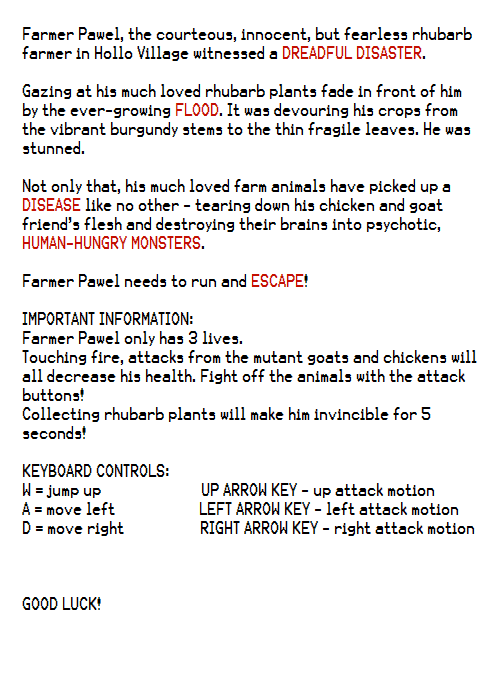 Farmer Pawel, the courteous, innocent, but fearless rhubarb
farmer in Hollo Village witnessed a DREADFUL DISASTER.
Gazing at his much loved rhubarb plants fade in front of him
by the ever-growing FLOOD. It was devouring his crops from
the vibrant burgundy stems to the thin fragile leaves. He was
stunned.
Not only that, his much loved farm animals have picked up a
DISEASE like no other - tearing down his chicken and goat
friend's flesh and destroying their brains into psychotic,
HUMAN-HUNGRY MONSTERS.
Farmer Pawel needs to run and ESCAPE!
IMPORTANT INFORMATION:
Farmer Pawel only has 3 lives.
Touching fire, attacks from the mutant goats and chickens will
all decrease his health. Fight off the animals with the attack
buttons!
Collecting rhubarb plants will make him invincible for 5
seconds!
KEYBOARD CONTROLS:
W = jump up UP ARROW KEY - up attack motion
A = move left LEFT ARROW KEY - left attack motion
D = move right RIGHT ARROW KEY - right attack motion
GOOD LUCK!